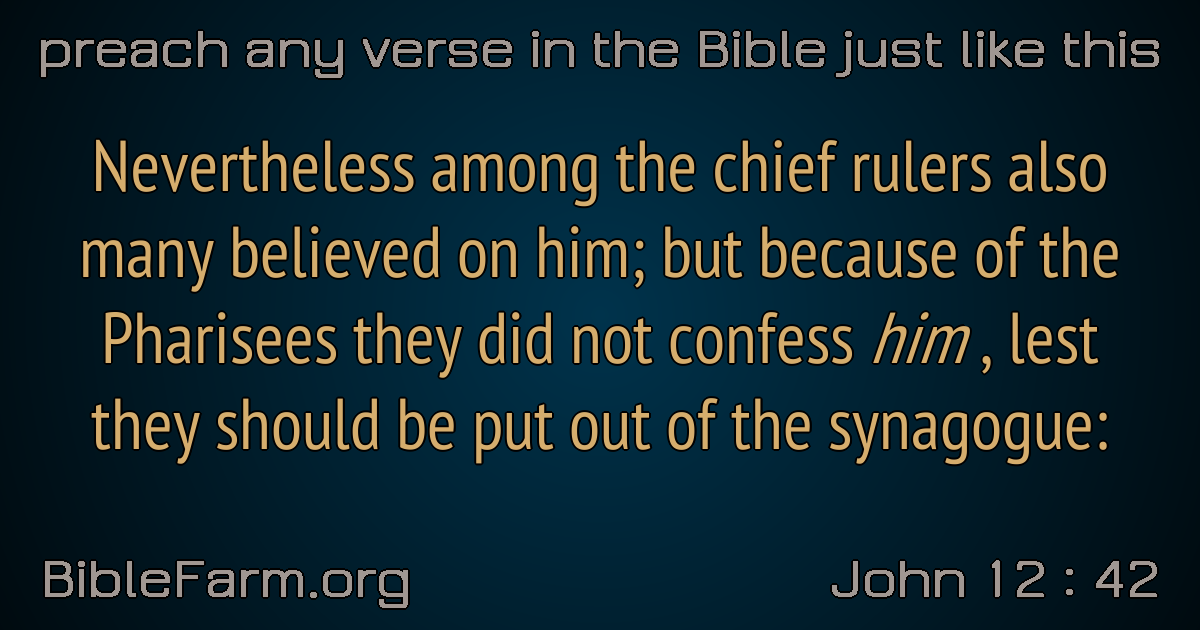 preach any verse in the Bible just like this
Nevertheless among the chief rulers also
many believed on him; but because of the
Pharisees they did not confess him , lest
they should be put out of the synagogue:
BibleFarm.org
John 12 : 42